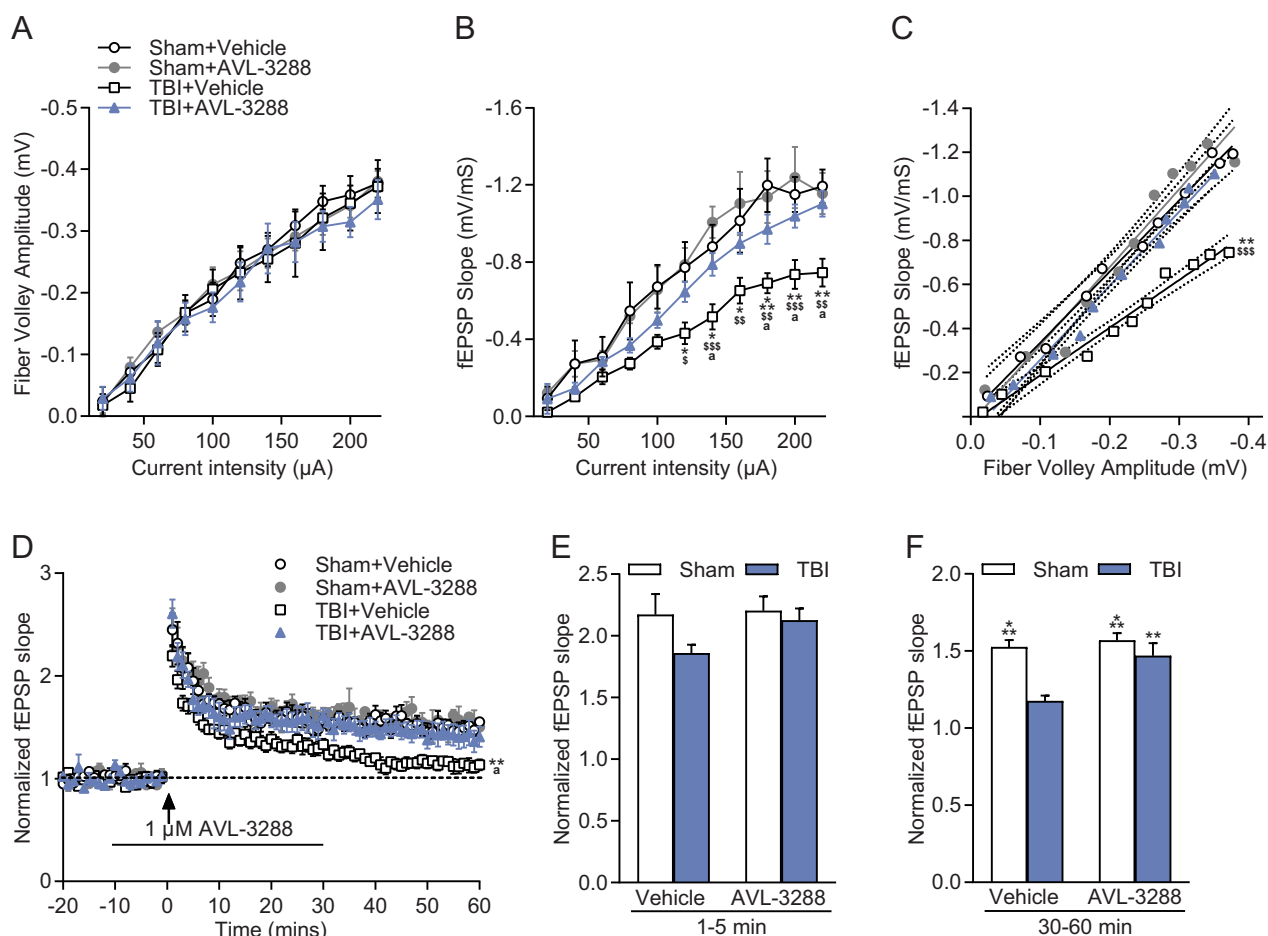 A
Sham+Vehicle
Sham+AVL-3288
TBI+Vehicle
TBI+AVL-3288
Fiber Volley Amplitude (mV)
-0.5
-0.4
-0.3
-0.2
-0.1
0.0
50 100 150 200
Current intensity (µA)
B
fEPSP Slope (mV/mS)
-1.6
-1.2
-0.8
-0.4
0.0
* $
* $$$ a
* $$
* ** $$ a
** $$$ a
** $$ a
50 100 150 200
Current intensity (µA)
C
fEPSP Slope (mV/mS)
-1.4
-1.2
-1.0
-0.8
-0.6
-0.4
-0.2
**
$$$
0.0 -0.1 -0.2 -0.3 -0.4
Fiber Volley Amplitude (mV)
D
Sham+Vehicle
Sham+AVL-3288
TBI+Vehicle
TBI+AVL-3288
Normalized fEPSP slope
3
2
1
0
**
a
1 µM AVL-3288
-20 -10 0 10 20 30 40 50 60
Time (mins)
E
Sham TBI
Normalized fEPSP slope
2.5
2.0
1.5
1.0
0.5
0.0
Vehicle AVL-3288
1-5 min
F
Sham TBI
Normalized fEPSP slope
2.0
1.5
1.0
0.5
0.0
* **
* **
**
Vehicle AVL-3288
30-60 min